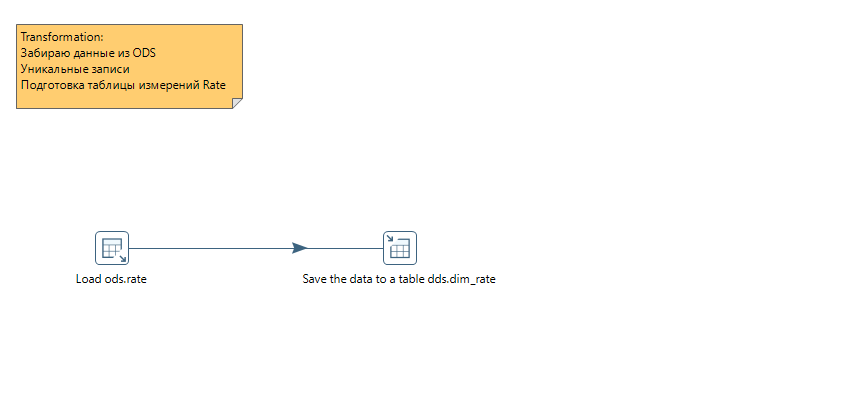 Transformation:
Забираю данные из ODS
Уникальные записи
Подготовка таблицы измерений Rate
Load ods.rate
Save the data to a table dds.dim_rate